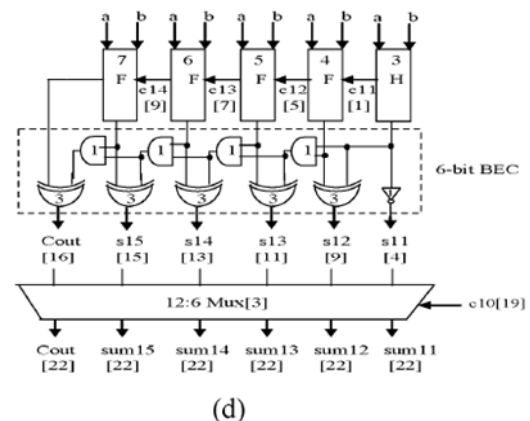 a b a b a b a b a b
7 6 5 4 3
F F F F H
c14 c13 c12 c11
[9] [7] [5] [1]
1 1 1 1
6-bit BEC
3 3 3 3 3 1
Cout s15 s14 s13 s12 s11
[16] [15] [13] [11] [9] [4]
12:6 Mux[3] c10[19]
Cout sum15 sum14 sum13 sum12 sum11
[22] [22] [22] [22] [22] [22]
(d)